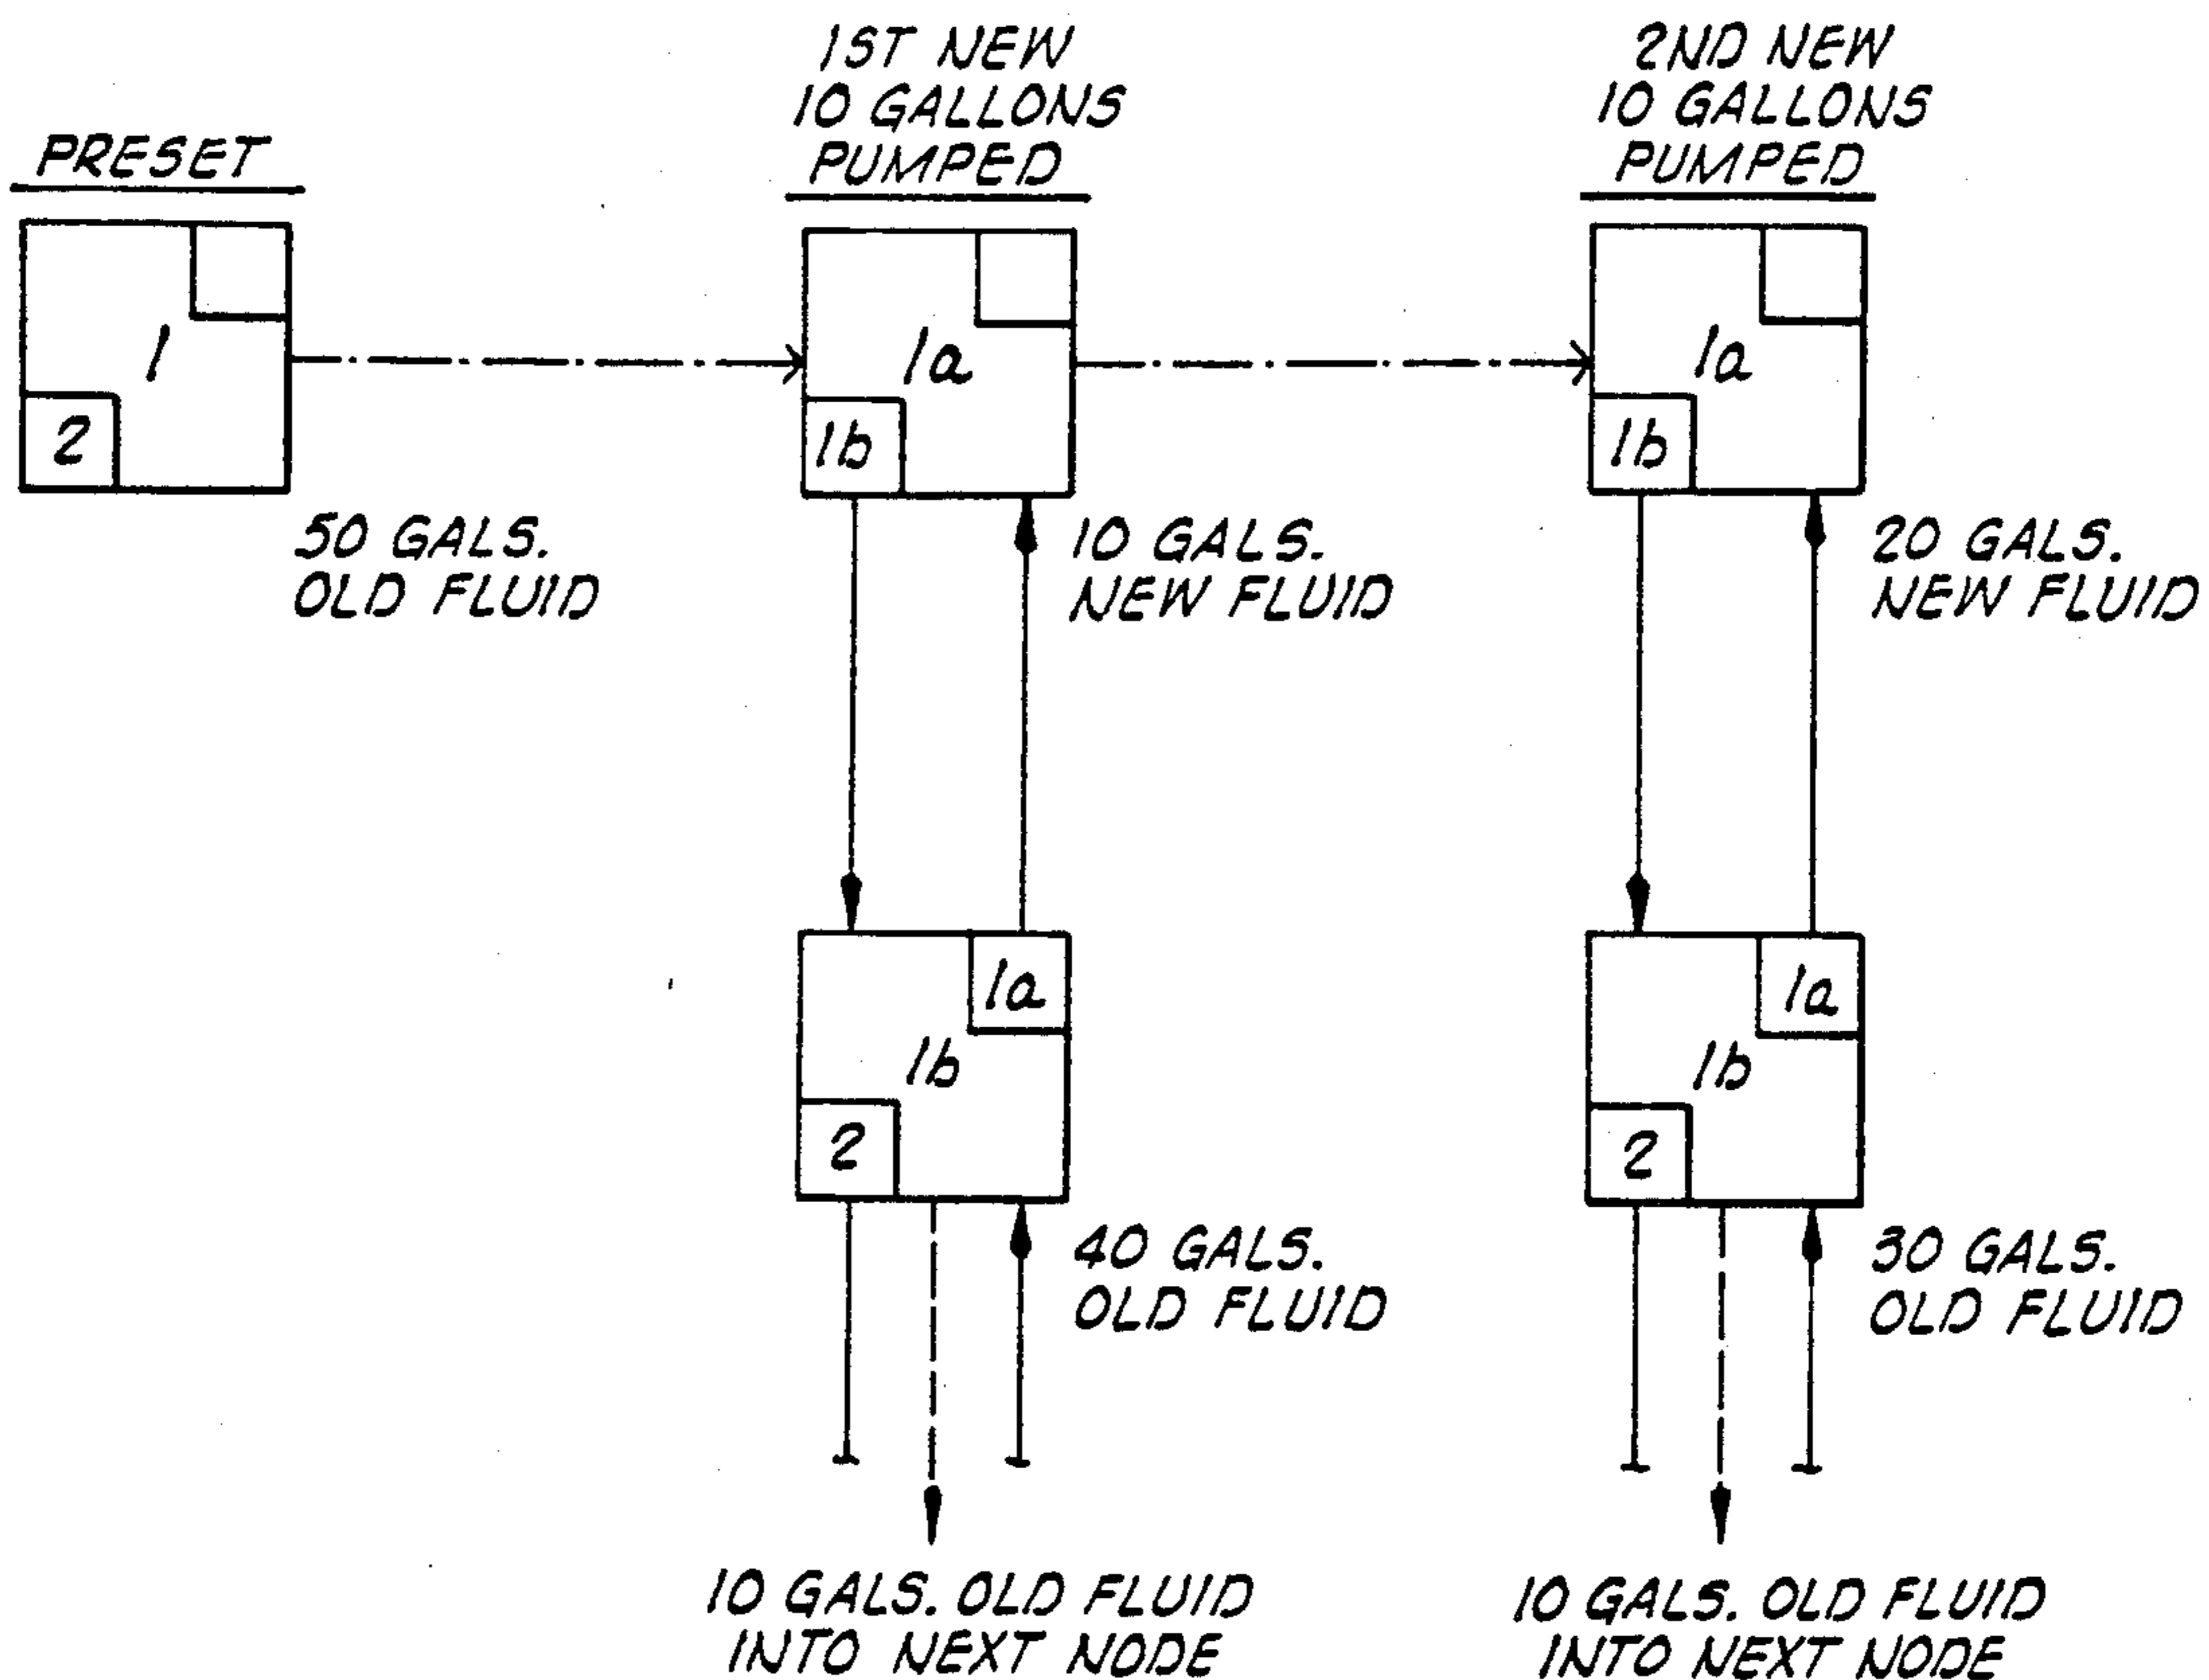 PRESET
1
2
50 GALS.
OLD FLUID
1ST NEW
10 GALLONS
PUMPED
1a
1b
10 GALS.
NEW FLUID
1a
1b
2
40 GALS.
OLD FLUID
10 GALS. OLD FLUID
INTO NEXT NODE
2ND NEW
10 GALLONS
PUMPED
1a
1b
20 GALS.
NEW FLUID
1a
1b
2
30 GALS.
OLD FLUID
10 GALS. OLD FLUID
INTO NEXT NODE